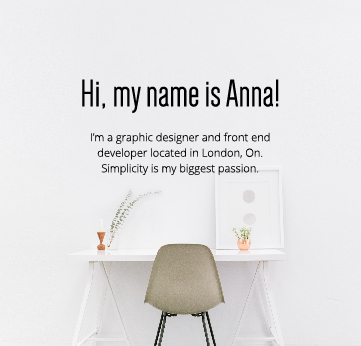 Hi, my name is Anna!
I'm a graphic designer and front end
developer located in London, On.
Simplicity is my biggest passion.